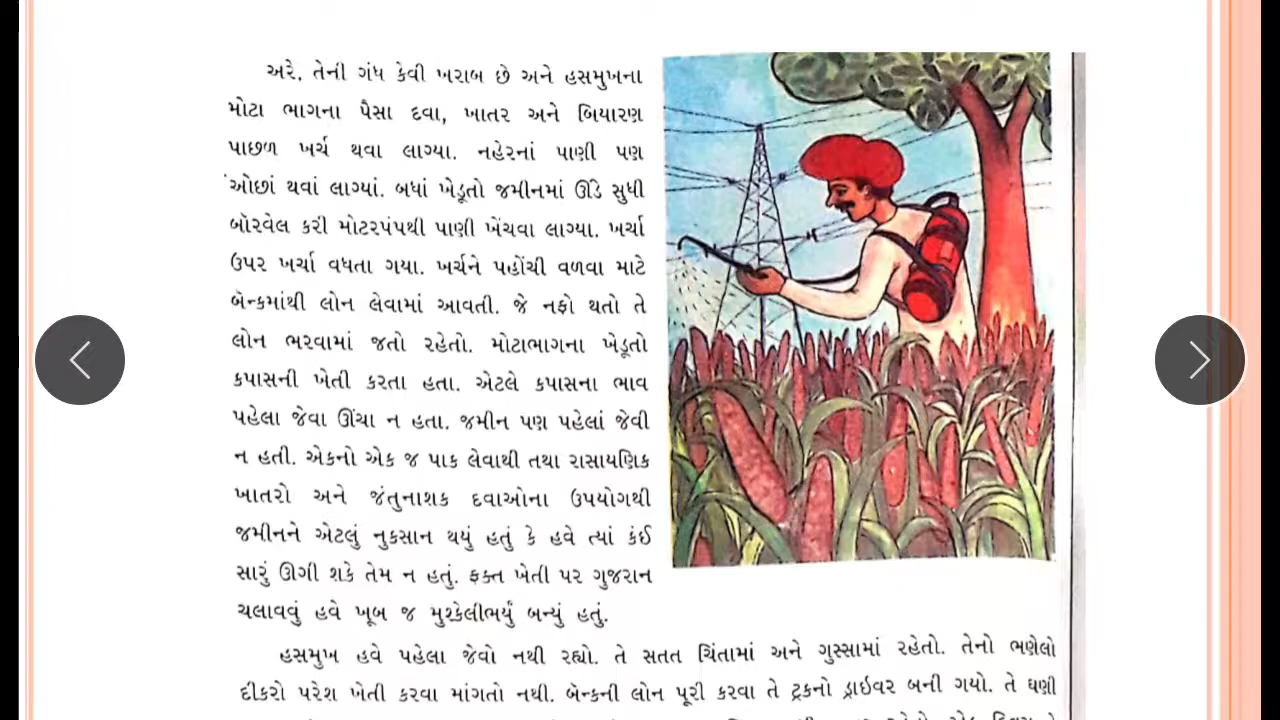 અરે, તેની ગંધ કેવી ખરાબ છે અને હસમુખના
મોટા ભાગના પૈસા દવા, ખાતર અને બિયારણ
પાછળ ખર્ચ થવા લાગ્યા. નહેરનાં પાણી પણ
ઓછાં થવાં લાગ્યાં. બધાં ખેડૂતો જમીનમાં ઊંડે સુધી
બૉરવેલ કરી મોટરપંપથી પાણી ખેંચવા લાગ્યા. ખર્ચા
ઉપર ખર્ચા વધતા ગયા. ખર્ચને પહોંચી વળવા માટે
બૅન્કમાંથી લોન લેવામાં આવતી. જે નફો થતો તે
લોન ભરવામાં જતો રહેતો. મોટાભાગના ખેડૂતો
કપાસની ખેતી કરતા હતા. એટલે કપાસના ભાવ
પહેલા જેવા ઊંચા ન હતા. જમીન પણ પહેલાં જેવી
ન હતી. એકનો એક જ પાક લેવાથી તથા રાસાયણિક
ખાતરો અને જંતુનાશક દવાઓના ઉપયોગથી
જમીનને એટલું નુકસાન થયું હતું કે હવે ત્યાં કંઈ
સારું ઊગી શકે તેમ ન હતું. ફક્ત ખેતી પર ગુજરાન
ચલાવવું હવે ખૂબ જ મુશ્કેલીભર્યું બન્યું હતું.
હસમુખ હવે પહેલા જેવો નથી રહ્યો. તે સતત ચિંતામાં અને ગુસ્સામાં રહેતો. તેનો ભણેલો
દીકરો પરેશ ખેતી કરવા માંગતો નથી. બૅન્કની લોન પૂરી કરવા તે ટ્રકનો ડ્રાઇવર બની ગયો. તે ઘણી